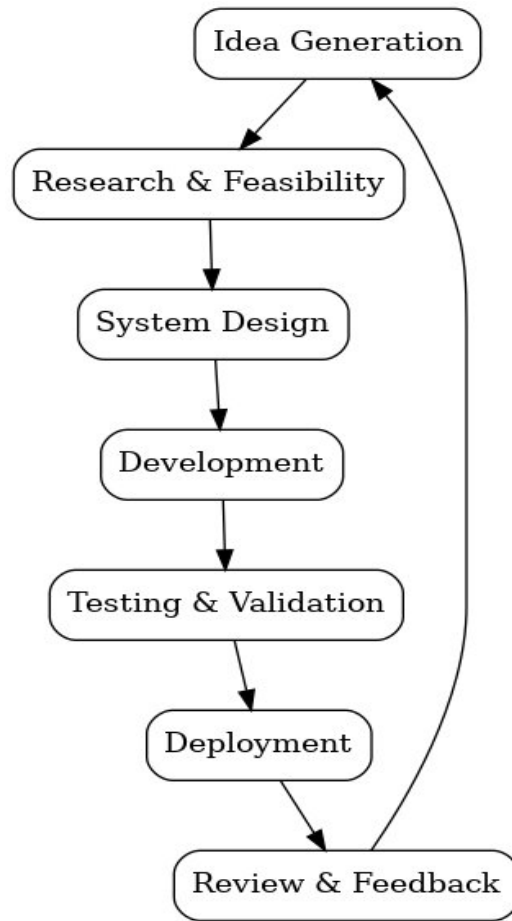 Idea Generation
Research & Feasibility
System Design
Development
Testing & Validation
Deployment
Review & Feedback